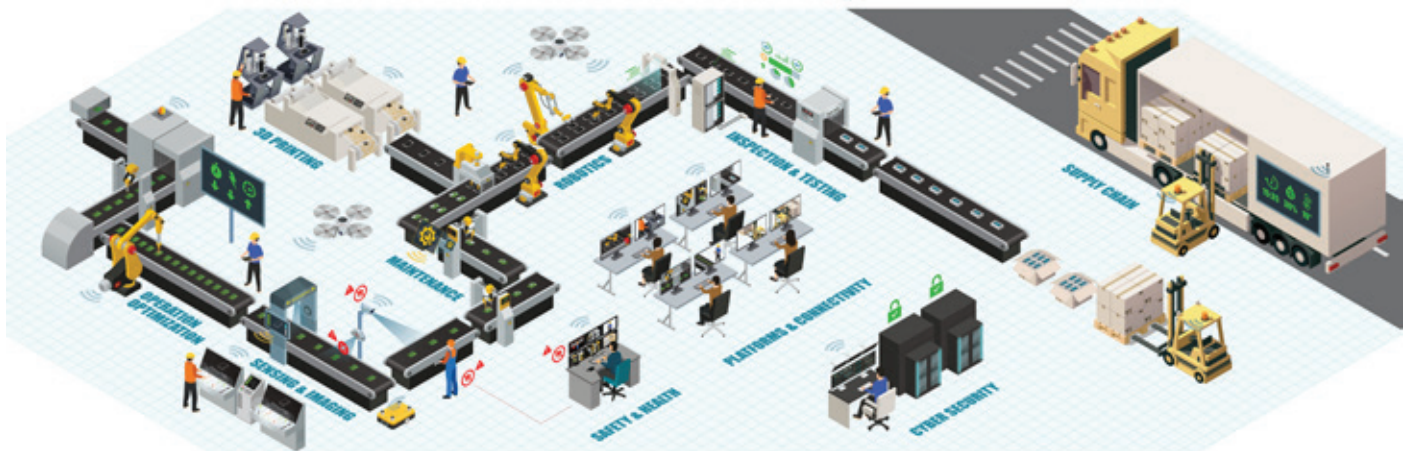 3D PRINTING
ROBOTICS
INSPECTION & TESTING
SUPPLY CHAIN
MAINTENANCE
OPERATION
OPTIMIZATION
SENSING & IMAGING
SAFETY & HEALTH
PLATFORMS & CONNECTIVITY
CYBER SECURITY